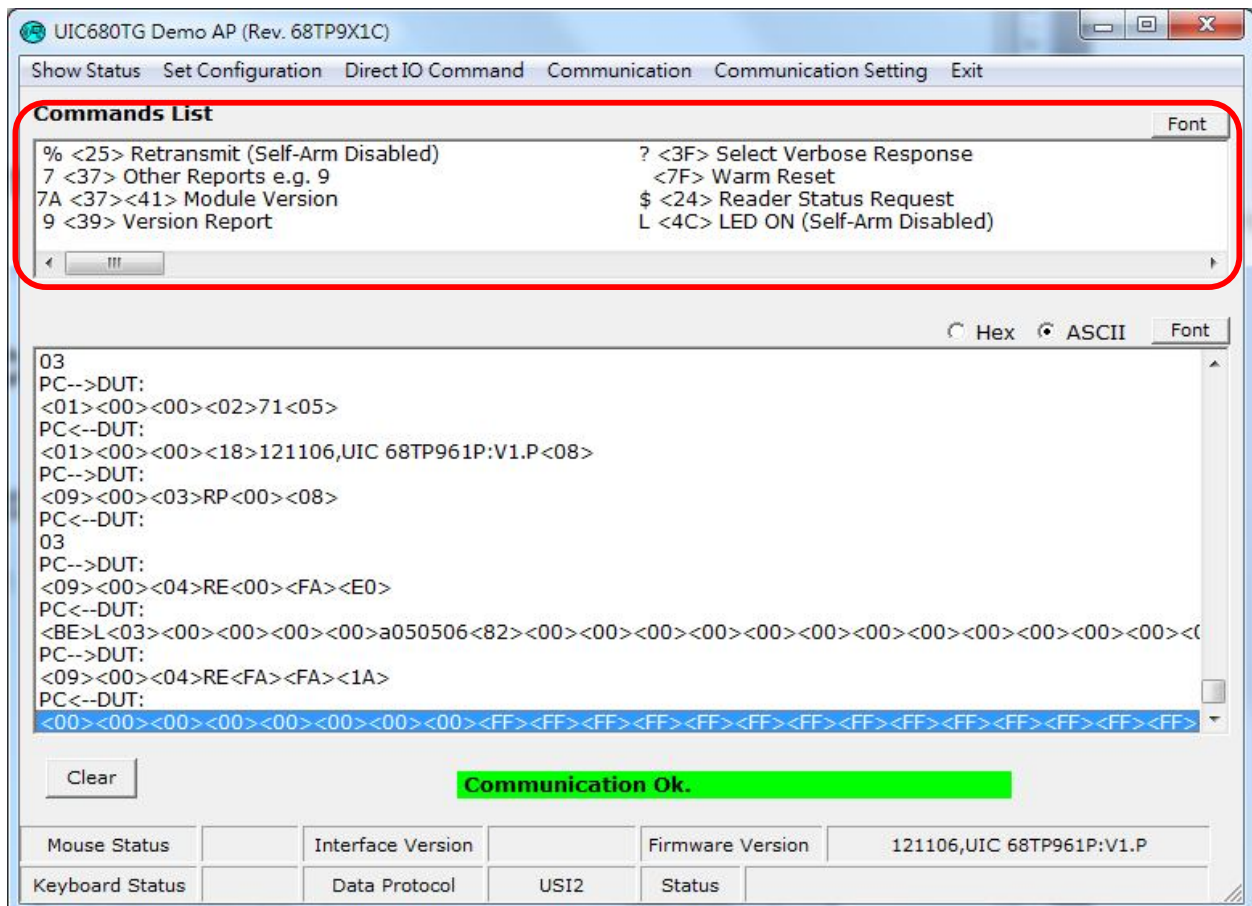 UIC680TG Demo AP (Rev. 68TP9X1C)
Show Status Set Configuration Direct IO Command Communication Communication Setting Exit
Commands List
Font
% <25> Retransmit (Self-Arm Disabled) ? <3F> Select Verbose Response
7 <37> Other Reports e.g. 9 <7F> Warm Reset
7A <37><41> Module Version $ <24> Reader Status Request
9 <39> Version Report L <4C> LED ON (Self-Arm Disabled)
Hex ASCII Font
03
PC-->DUT:
<01><00><00><02>71<05>
PC<--DUT:
<01><00><00><18>121106,UIC 68TP961P:V1.P<08>
PC-->DUT:
<09><00><03>RP<00><08>
PC<--DUT:
03
PC-->DUT:
<09><00><04>RE<00><FA><E0>
PC<--DUT:
<BE>L<03><00><00><00><00>a050506<82><00><00><00><00><00><00><00><00><00><00><00><00><0
PC-->DUT:
<09><00><04>RE<FA><FA><1A>
PC<--DUT:
<00><00><00><00><00><00><00><00><FF><FF><FF><FF><FF><FF><FF><FF><FF><FF><FF><FF><FF>
Clear
Communication Ok.
Mouse Status Interface Version Firmware Version 121106,UIC 68TP961P:V1.P
Keyboard Status Data Protocol USI2 Status